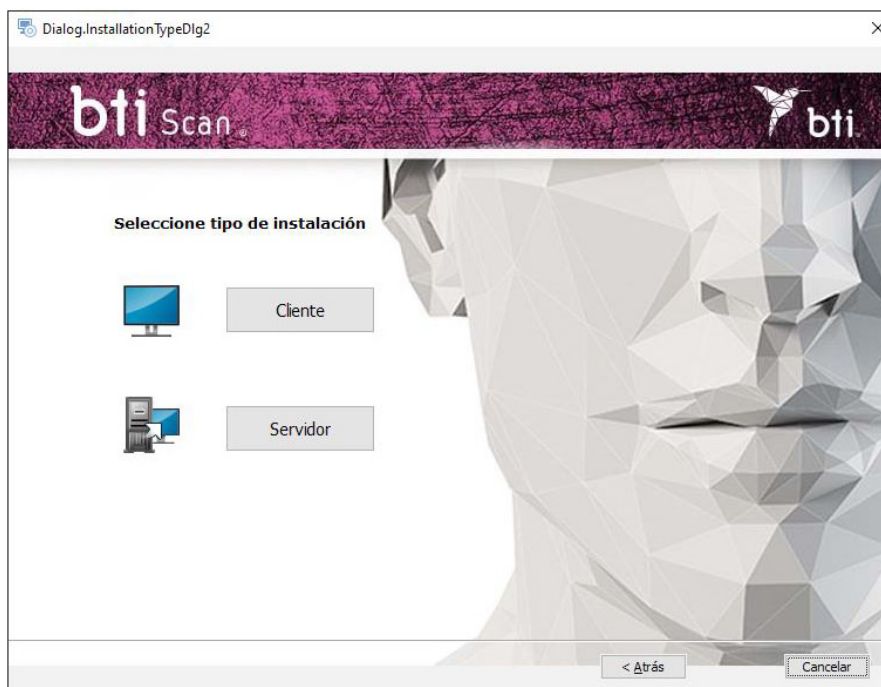 Dialog.InstallationTypeDlg2
bti Scan®
bti
Seleccione tipo de instalación
Cliente
Servidor
< Atrás
Cancelar